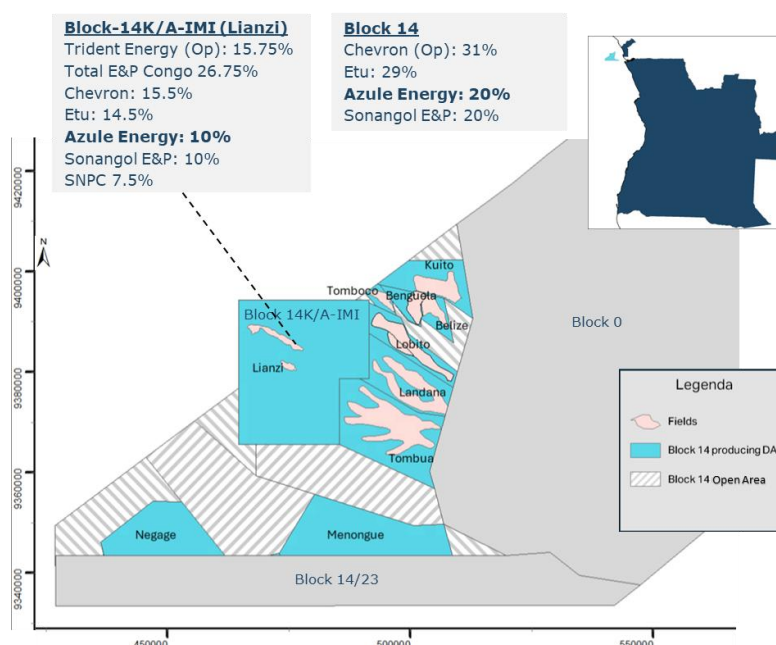 Block-14K/A-IMI (Lianzi)
Trident Energy (Op): 15.75%
Total E&P Congo 26.75%
Chevron: 15.5%
Etu: 14.5%
Azule Energy: 10%
Sonangol E&P: 10%
SNPC 7.5%
Block 14
Chevron (Op): 31%
Etu: 29%
Azule Energy: 20%
Sonangol E&P: 20%
9420000
9400000
9380000
9360000
9340000
N
Kuito
Tomboco
Benguela
Block 14K/A-IMI
Belize
Block 0
Lobito
Lianzi
Landana
Tombua
Negage
Menongue
Block 14/23
Legenda
Fields
Block 14 producing DA
Block 14 Open Area
450000
500000
550000